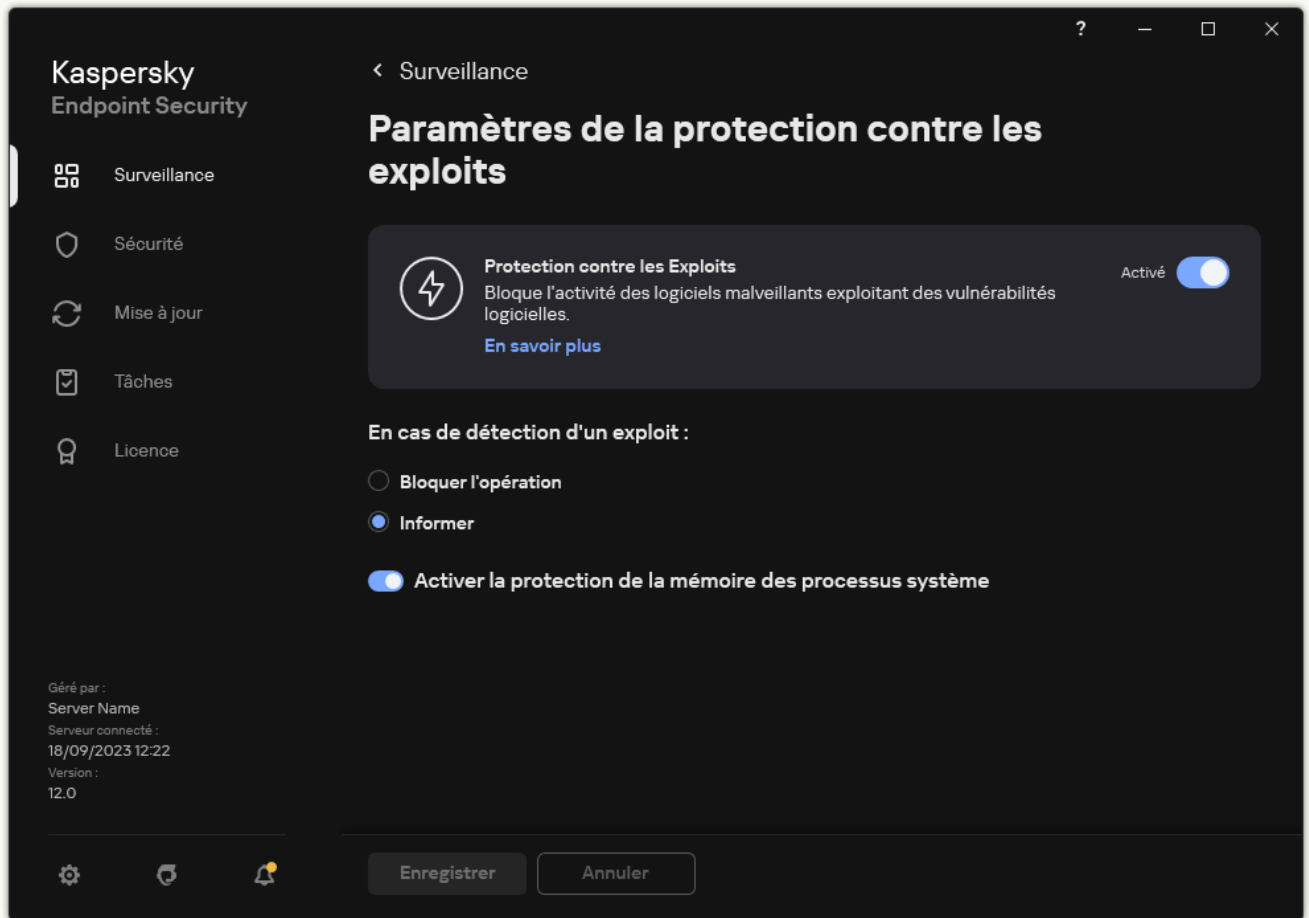 ?
Kaspersky
Endpoint Security
Surveillance
Sécurité
Mise à jour
Tâches
Licence
Géré par :
Server Name
Serveur connecté :
18/09/2023 12:22
Version :
12.0
Surveillance
Paramètres de la protection contre les
exploits
Protection contre les Exploits
Bloque l'activité des logiciels malveillants exploitant des vulnérabilités
logicielles.
En savoir plus
Activé
En cas de détection d'un exploit :
Bloquer l'opération
Informer
Activer la protection de la mémoire des processus système
Enregistrer
Annuler